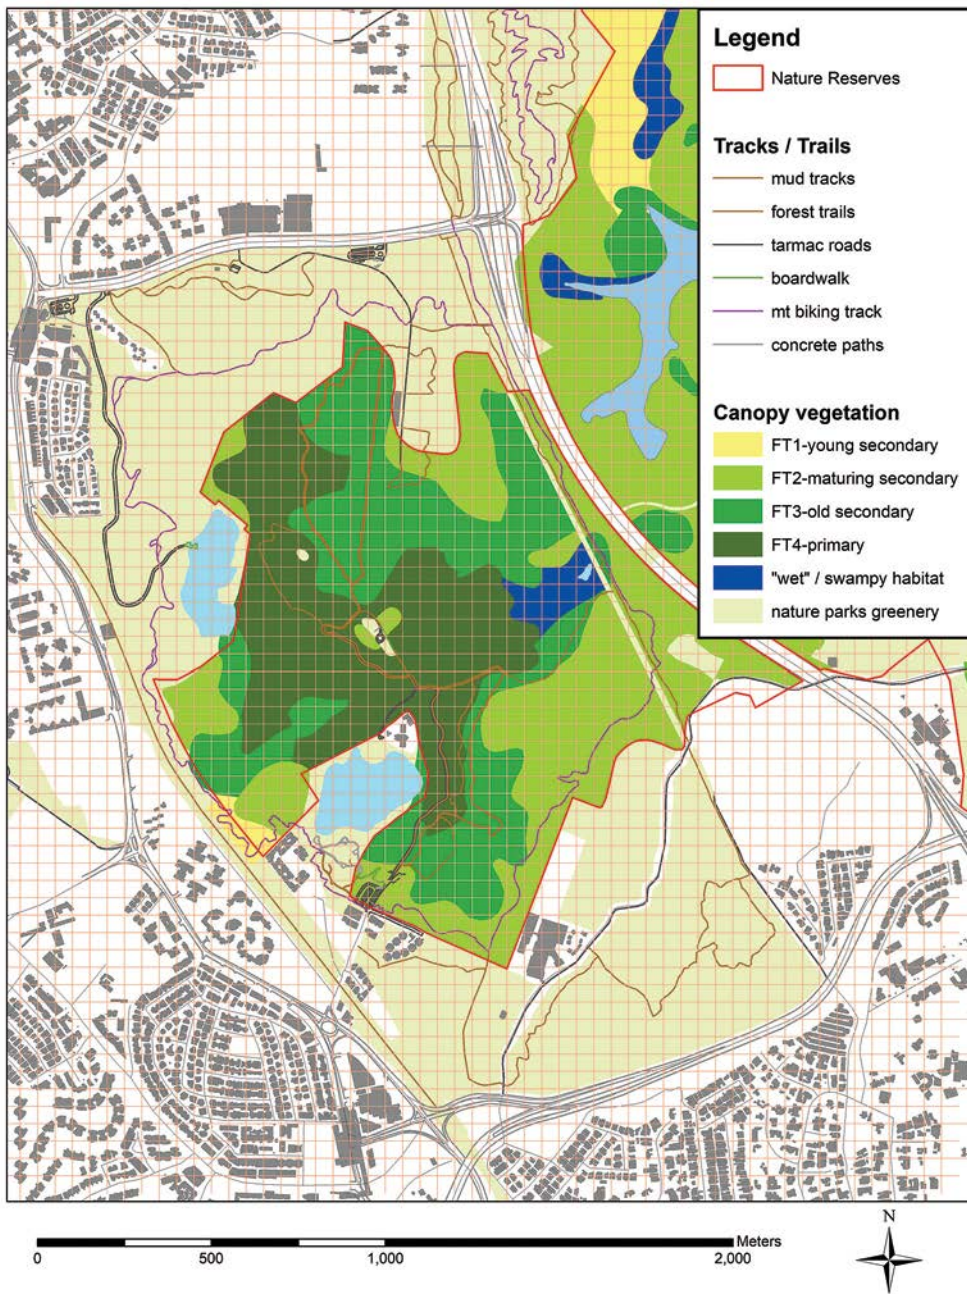 Legend
Nature Reserves
Tracks / Trails
mud tracks
forest trails
tarmac roads
boardwalk
mt biking track
concrete paths
Canopy vegetation
FT1-young secondary
FT2-maturing secondary
FT3-old secondary
FT4-primary
"wet" / swampy habitat
nature parks greenery
N
Meters
0 500 1,000 2,000